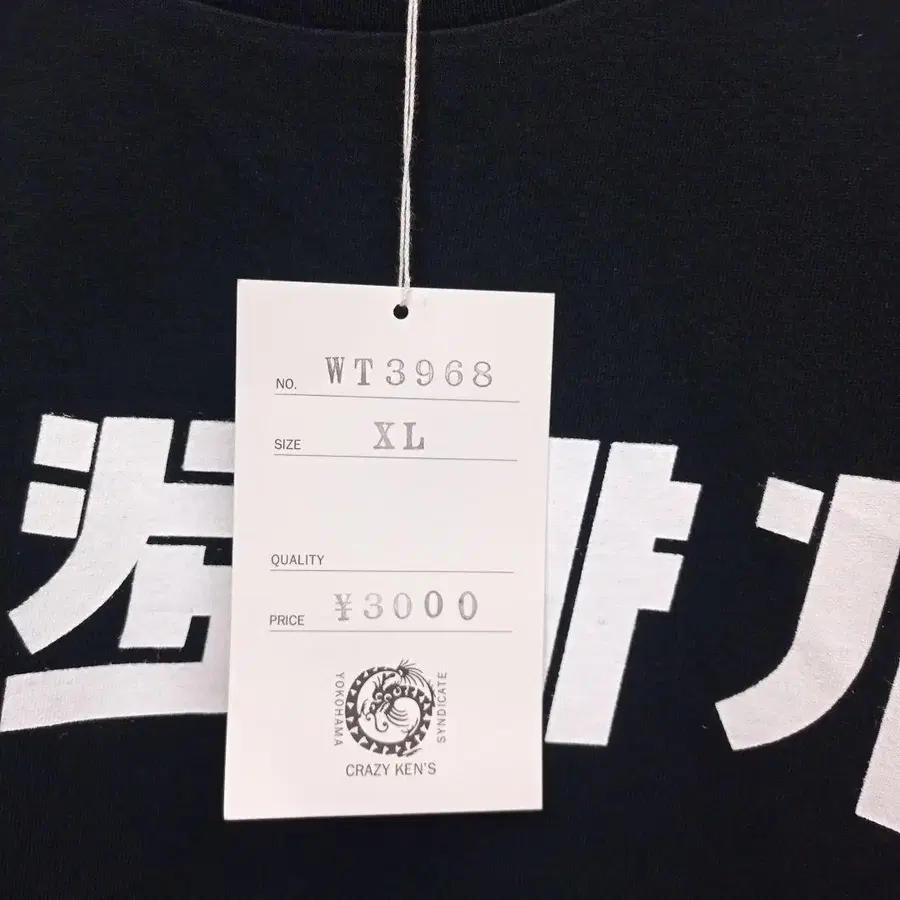 NO. WT3968
SIZE XL
QUALITY
PRICE ¥3000
YOKOHAMA
SYNDICATE
CRAZY KEN'S